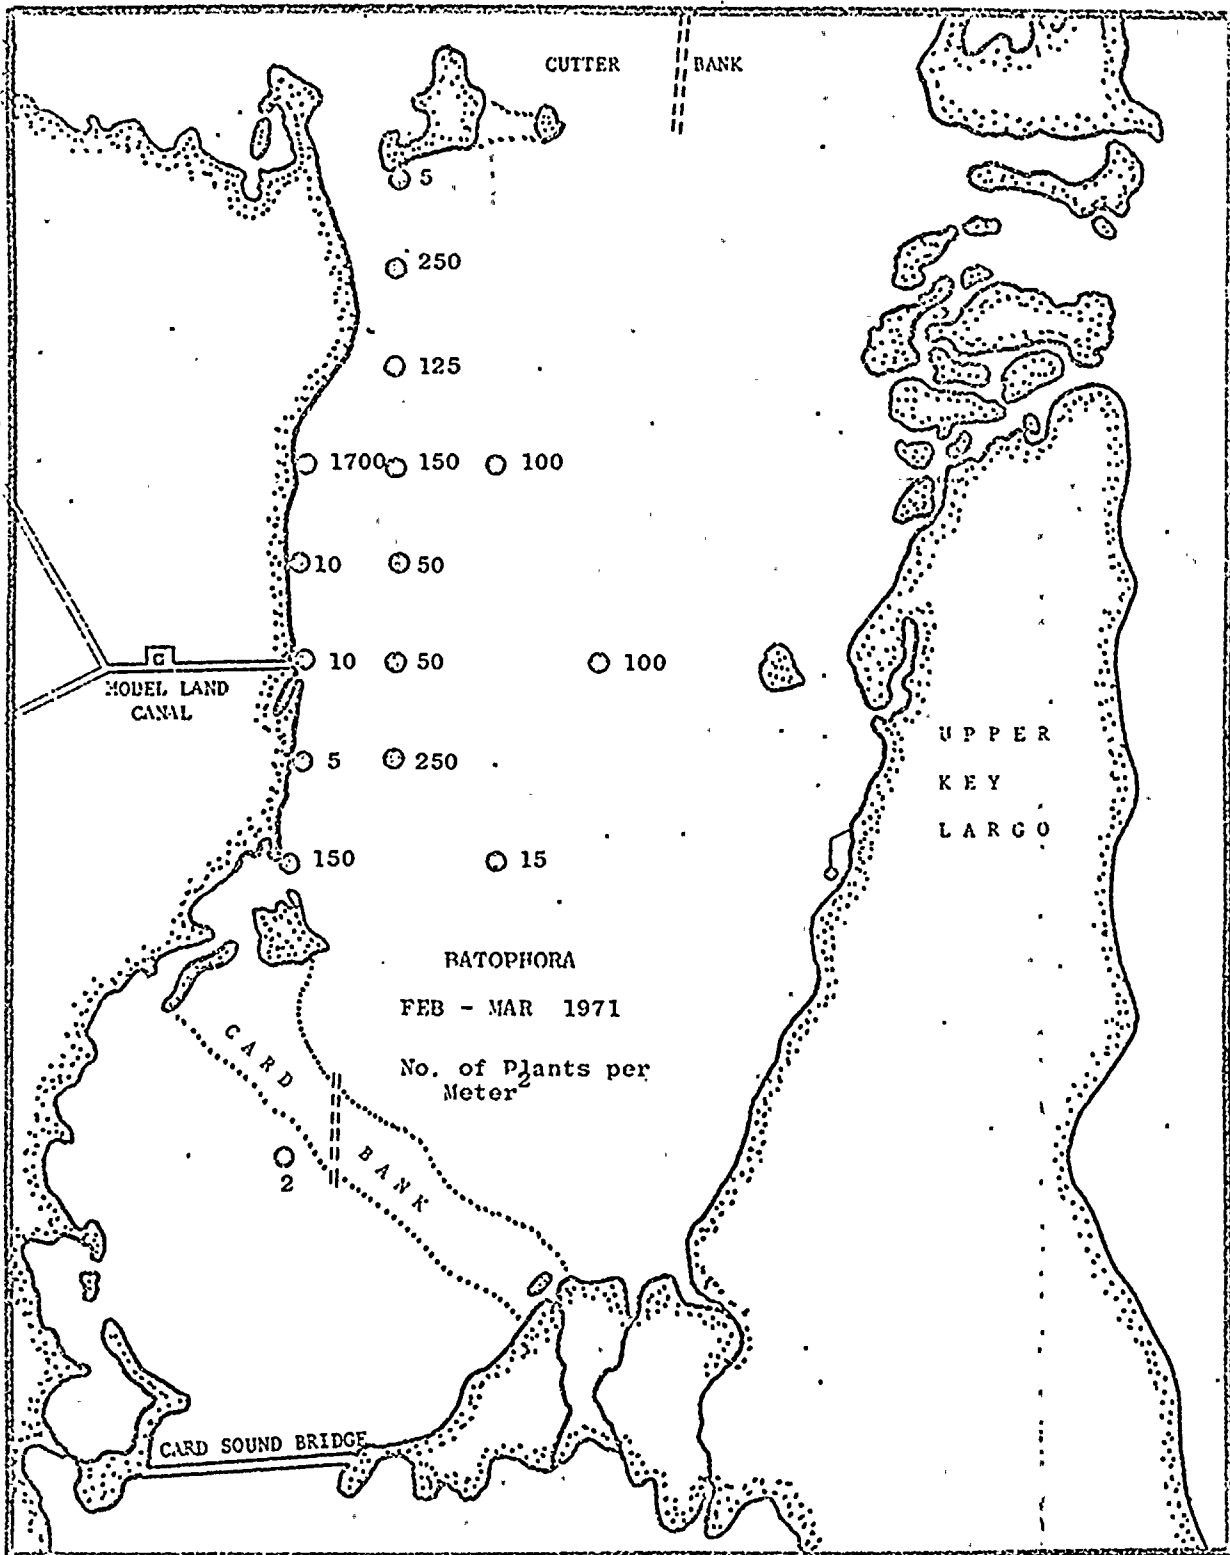 CUTTER BANK
5
250
125
1700 150 100
10 50
10 50 100
C
MODEL LAND
CANAL
UPPER
KEY
LARGO
5 250
150 15
BATOPHORA
FEB - MAR 1971
No. of Plants per
Meter²
CARD
BANK
2
CARD SOUND BRIDGE